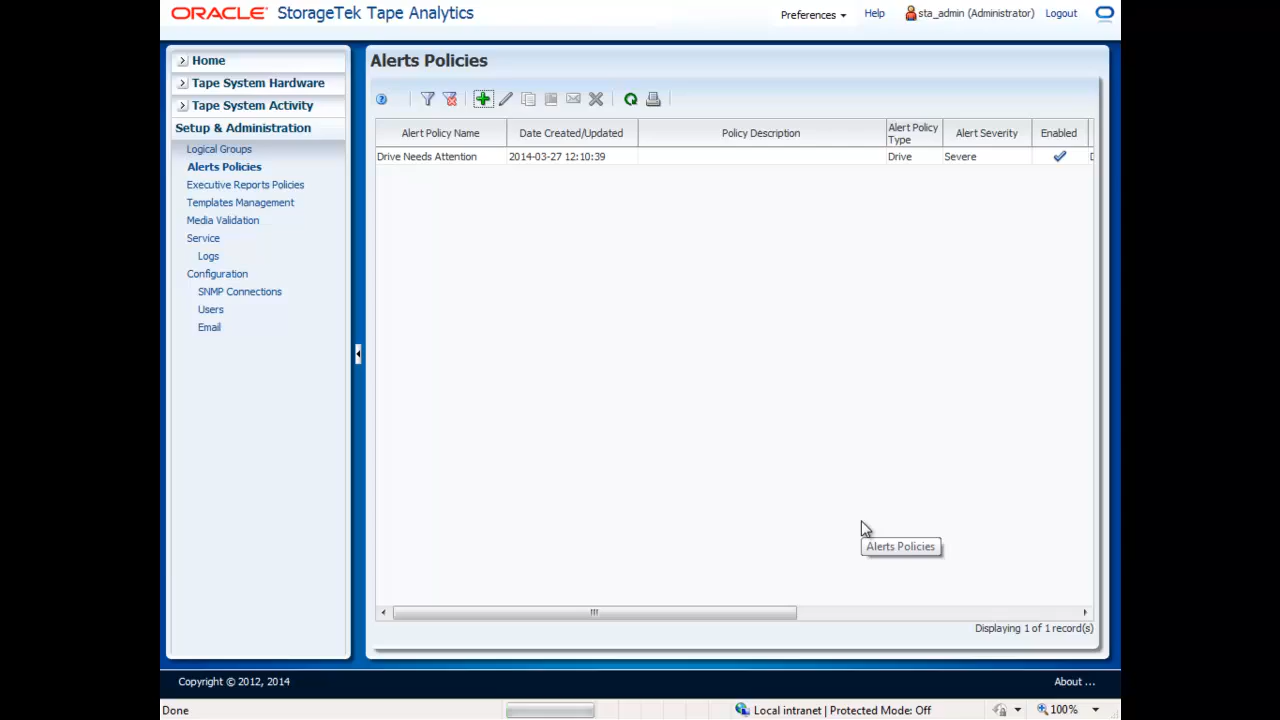 ORACLE StorageTek Tape Analytics
Preferences Help sta_admin (Administrator) Logout
Home
Tape System Hardware
Tape System Activity
Setup & Administration
Logical Groups
Alerts Policies
Executive Reports Policies
Templates Management
Media Validation
Service
Logs
Configuration
SNMP Connections
Users
Email
Alerts Policies
Alert Policy Name Date Created/Updated Policy Description Alert Policy Type Alert Severity Enabled
Drive Needs Attention 2014-03-27 12:10:39 Drive Severe D
Alerts Policies
Displaying 1 of 1 record(s)
Copyright © 2012, 2014 About ...
Done Local intranet | Protected Mode: Off 100%